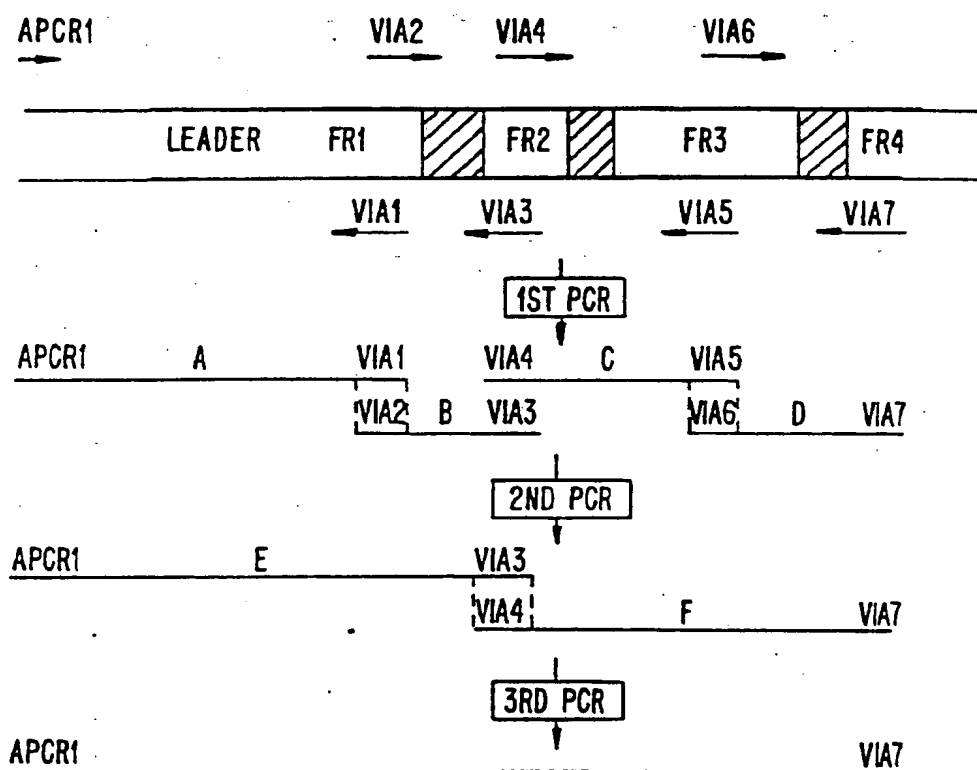 APCR1 VIA2 VIA4 VIA6
LEADER FR1 FR2 FR3 FR4
VIA1 VIA3 VIA5 VIA7
1ST PCR
APCR1 A VIA1 VIA4 C VIA5
VIA2 B VIA3 VIA6 D VIA7
2ND PCR
APCR1 E VIA3
VIA4 F VIA7
3RD PCR
APCR1 VIA7